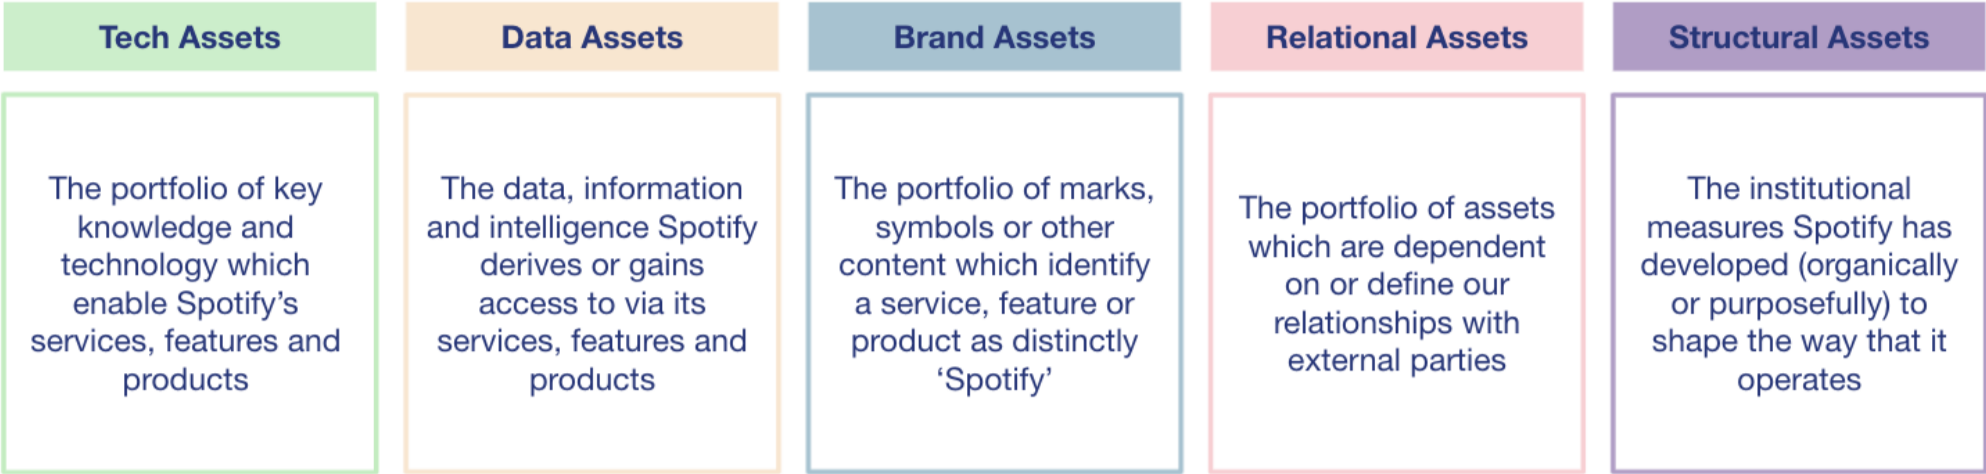 Tech Assets
Data Assets
Brand Assets
Relational Assets
Structural Assets
The portfolio of key
knowledge and
technology which
enable Spotify’s
services, features and
products
The data, information
and intelligence Spotify
derives or gains
access to via its
services, features and
products
The portfolio of marks,
symbols or other
content which identify
a service, feature or
product as distinctly
‘Spotify’
The portfolio of assets
which are dependent
on or define our
relationships with
external parties
The institutional
measures Spotify has
developed (organically
or purposefully) to
shape the way that it
operates